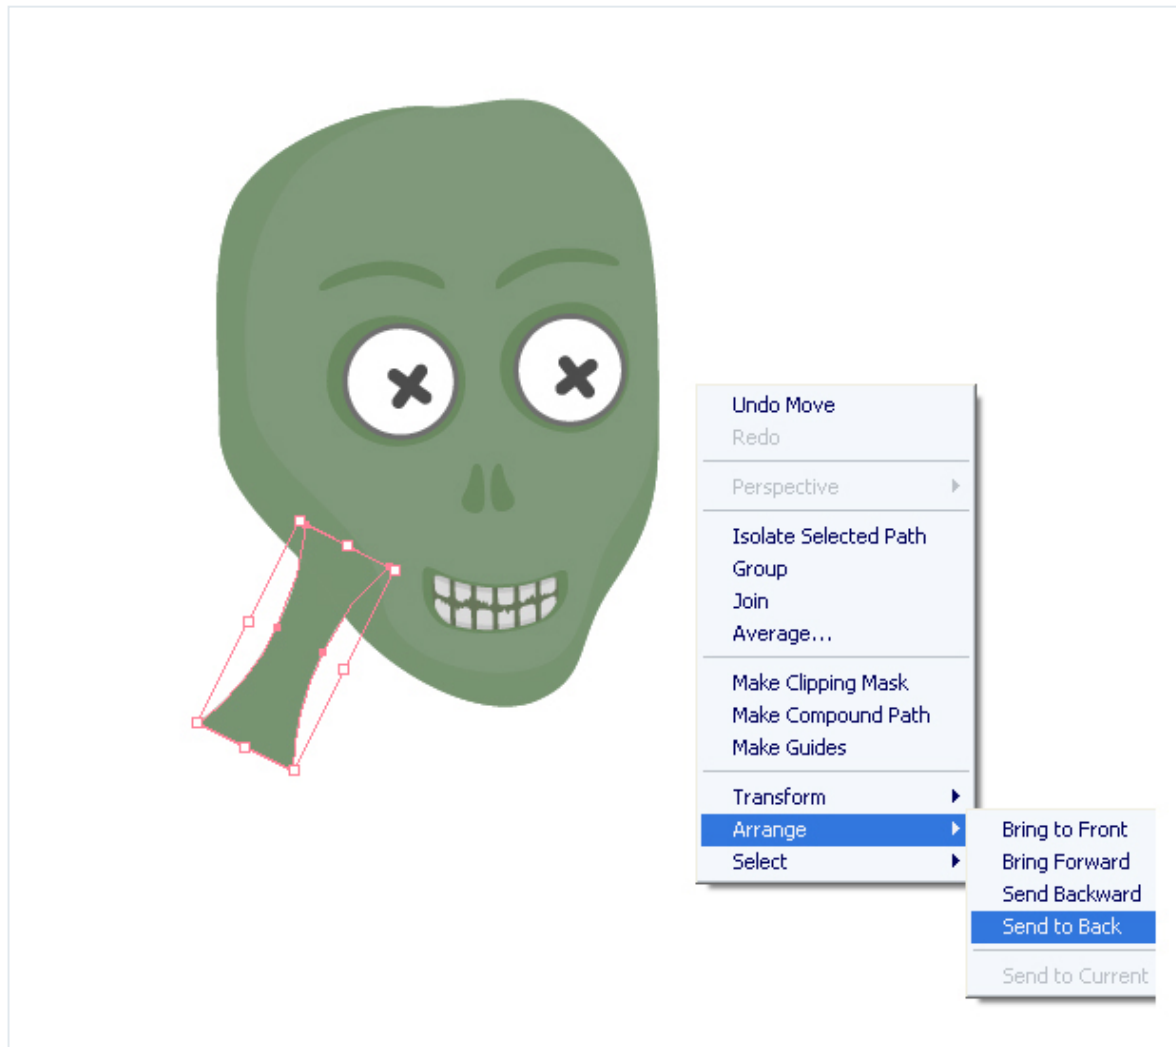 Undo Move
Redo
Perspective
Isolate Selected Path
Group
Join
Average...
Make Clipping Mask
Make Compound Path
Make Guides
Transform
Arrange
Select
Bring to Front
Bring Forward
Send Backward
Send to Back
Send to Current